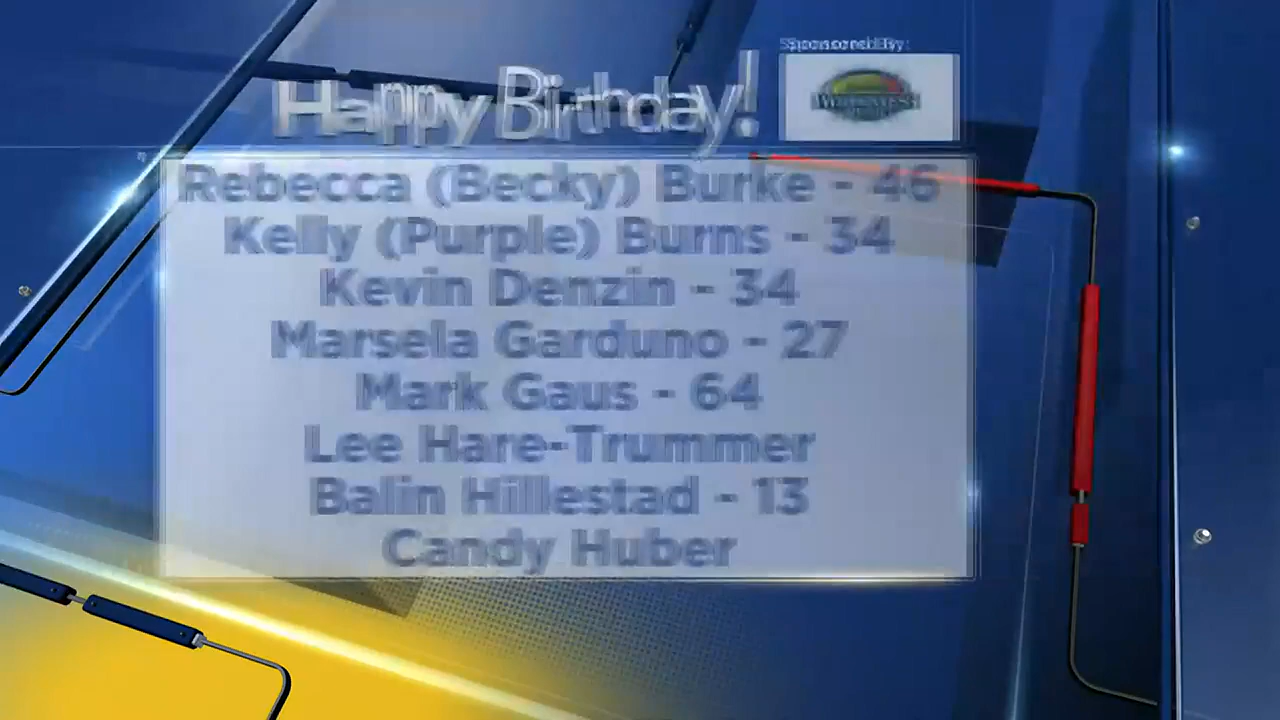 Sponsored By:
Happy Birthday!
Rebecca (Becky) Burke - 46
Kelly (Purple) Burns - 34
Kevin Denzin - 34
Marsela Garduno - 27
Mark Gaus - 64
Lee Hare-Trummer
Balin Hillestad - 13
Candy Huber